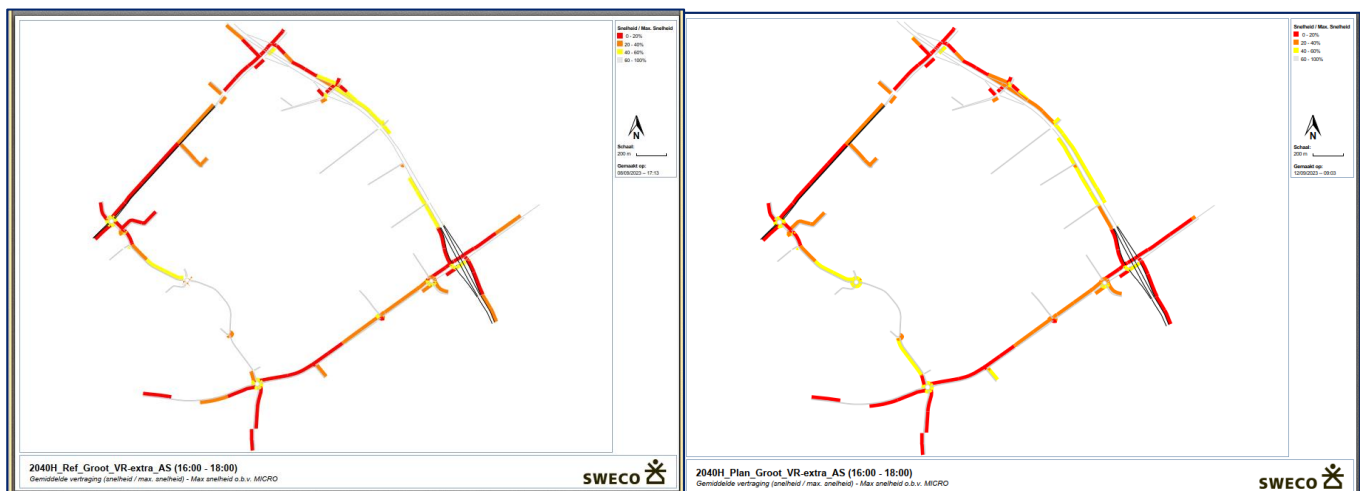 Snelheid / Max. Snelheid
0 - 20%
20 - 40%
40 - 60%
60 - 100%
N
Schaal:
200 m
Gemaakt op:
08/09/2023 – 17:13
2040H_Ref_Groot_VR-extra_AS (16:00 - 18:00)
Gemiddelde vertraging (snelheid / max. snelheid) - Max snelheid o.b.v. MICRO
SWECO
Snelheid / Max. Snelheid
0 - 20%
20 - 40%
40 - 60%
60 - 100%
N
Schaal:
200 m
Gemaakt op:
12/09/2023 – 09:03
2040H_Plan_Groot_VR-extra_AS (16:00 - 18:00)
Gemiddelde vertraging (snelheid / max. snelheid) - Max snelheid o.b.v. MICRO
SWECO